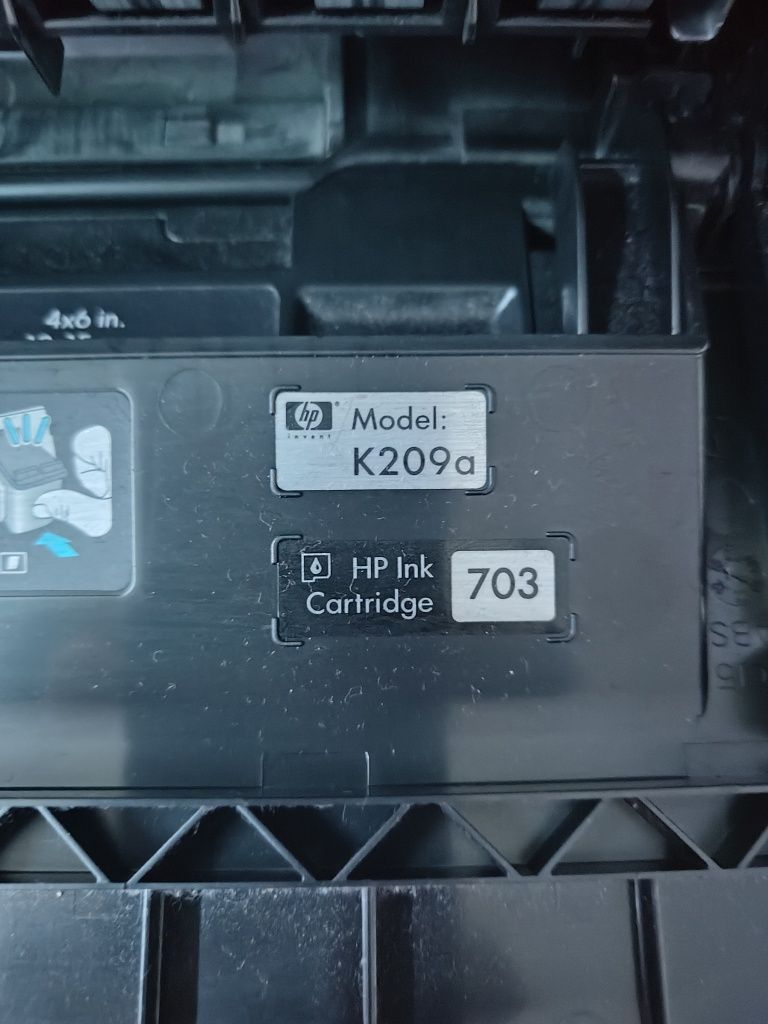 4x6 in.
hp
invent
Model:
K209a
HP Ink
Cartridge
703